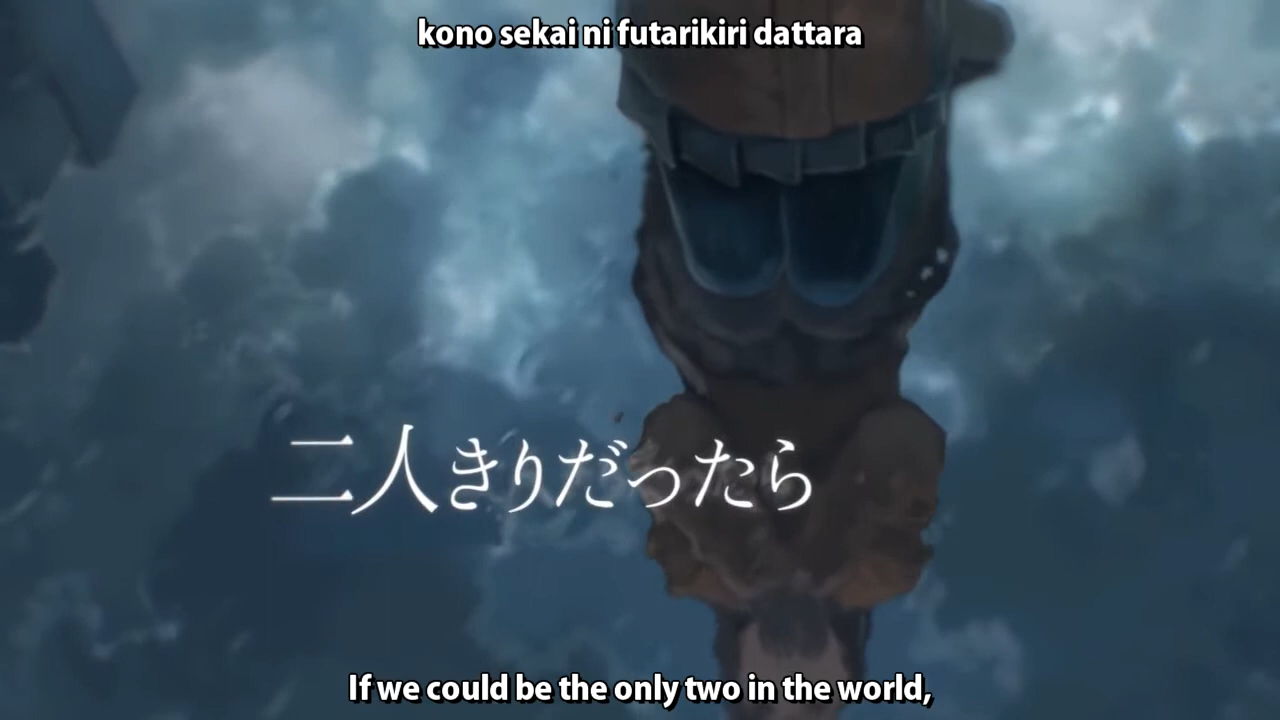 kono sekai ni futarikiri dattara
二人きりだったら
If we could be the only two in the world,